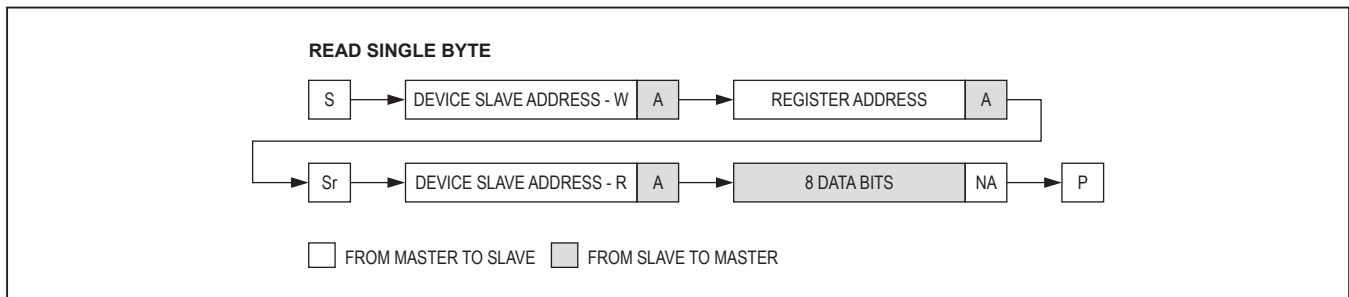 READ SINGLE BYTE
S DEVICE SLAVE ADDRESS - W A REGISTER ADDRESS A
Sr DEVICE SLAVE ADDRESS - R A 8 DATA BITS NA P
FROM MASTER TO SLAVE FROM SLAVE TO MASTER